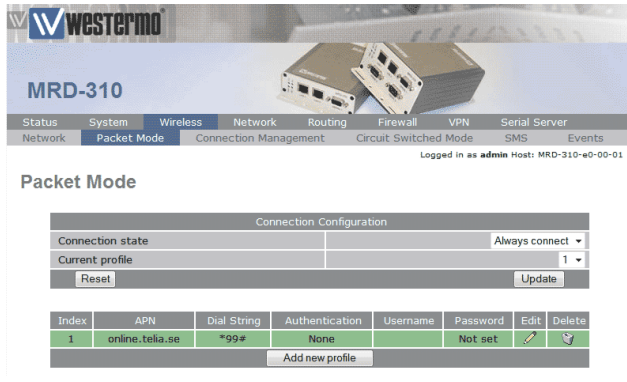 westermo
MRD-310
Status System Wireless Network Routing Firewall VPN Serial Server
Network Packet Mode Connection Management Circuit Switched Mode SMS Events
Logged in as admin Host: MRD-310-e0-00-01
Packet Mode
Connection Configuration
Connection state Always connect
Current profile 1
Reset Update
Index APN Dial String Authentication Username Password Edit Delete
1 online.telia.se *99# None Not set
Add new profile